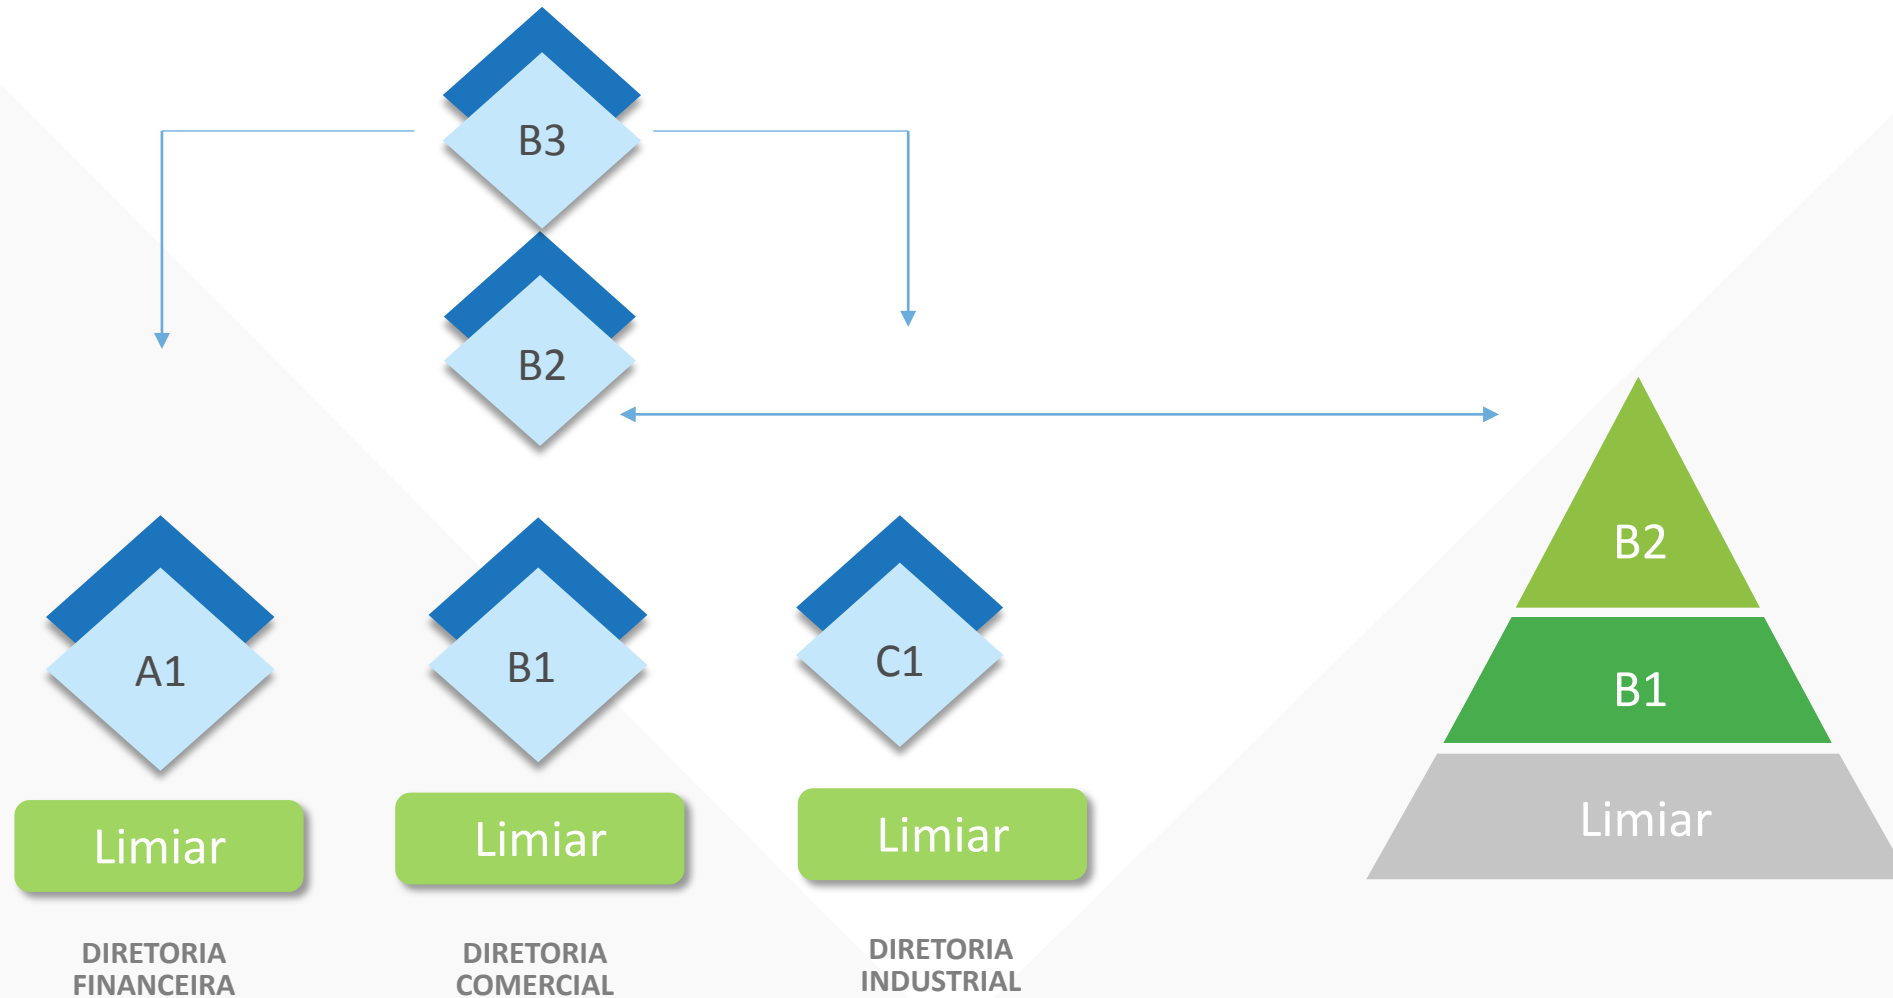 B3
B2
A1
B1
C1
Limiar
Limiar
Limiar
DIRETORIA
FINANCEIRA
DIRETORIA
COMERCIAL
DIRETORIA
INDUSTRIAL
B2
B1
Limiar